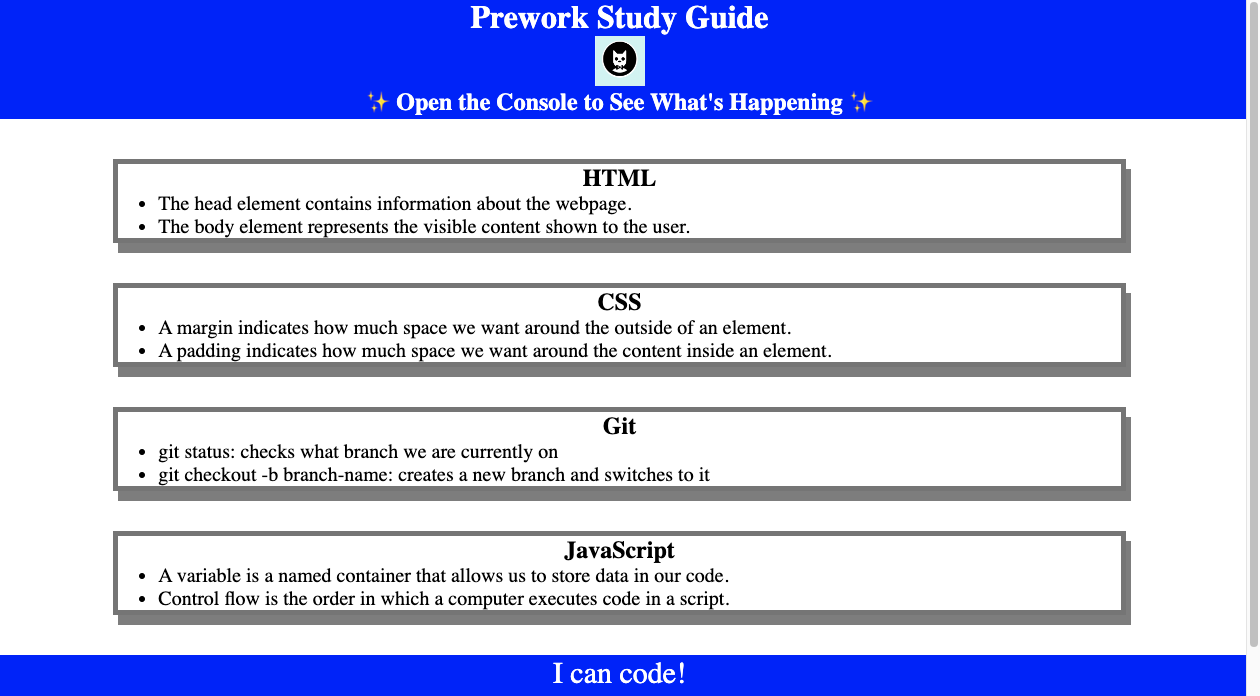 Prework Study Guide
✨ Open the Console to See What's Happening ✨
HTML
• The head element contains information about the webpage.
• The body element represents the visible content shown to the user.
CSS
• A margin indicates how much space we want around the outside of an element.
• A padding indicates how much space we want around the content inside an element.
Git
• git status: checks what branch we are currently on
• git checkout -b branch-name: creates a new branch and switches to it
JavaScript
• A variable is a named container that allows us to store data in our code.
• Control flow is the order in which a computer executes code in a script.
I can code!